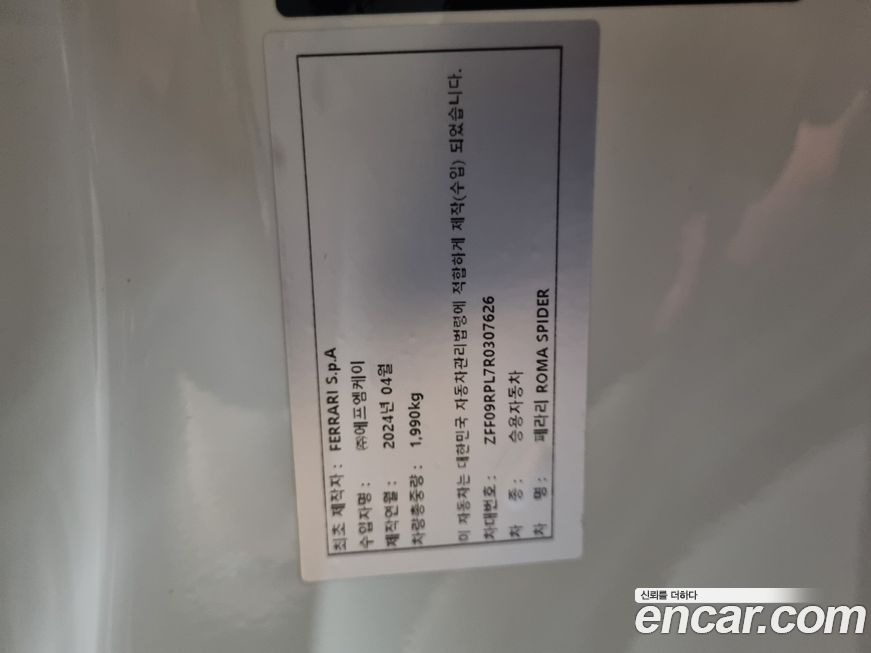 최초 제작자 : FERRARI S.p.A
수입자명 : ㈜에프엠케이
제작연월 : 2024년 04월
차량총중량 : 1,990kg
이 자동차는 대한민국 자동차관리법령에 적합하게 제작(수입) 되었습니다.
차대번호 : ZFF09RPL7R0307626
차 종 : 승용자동차
차 명 : 페라리 ROMA SPIDER
신뢰를 더하다
encar.com